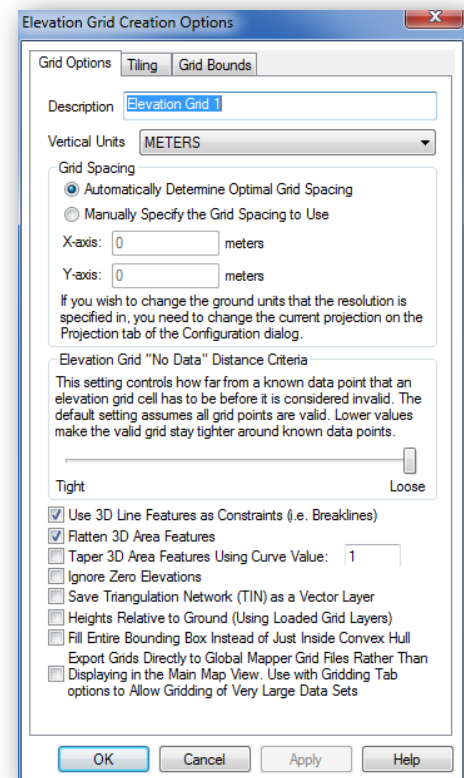 Elevation Grid Creation Options
x
Grid Options Tiling Grid Bounds
Description Elevation Grid 1
Vertical Units METERS
Grid Spacing
Automatically Determine Optimal Grid Spacing
Manually Specify the Grid Spacing to Use
X-axis: 0 meters
Y-axis: 0 meters
If you wish to change the ground units that the resolution is
specified in, you need to change the current projection on the
Projection tab of the Configuration dialog.
Elevation Grid "No Data" Distance Criteria
This setting controls how far from a known data point that an
elevation grid cell has to be before it is considered invalid. The
default setting assumes all grid points are valid. Lower values
make the valid grid stay tighter around known data points.
Tight Loose
Use 3D Line Features as Constraints (i.e. Breaklines)
Flatten 3D Area Features
Taper 3D Area Features Using Curve Value: 1
Ignore Zero Elevations
Save Triangulation Network (TIN) as a Vector Layer
Heights Relative to Ground (Using Loaded Grid Layers)
Fill Entire Bounding Box Instead of Just Inside Convex Hull
Export Grids Directly to Global Mapper Grid Files Rather Than
Displaying in the Main Map View. Use with Gridding Tab
options to Allow Gridding of Very Large Data Sets
OK Cancel Apply Help